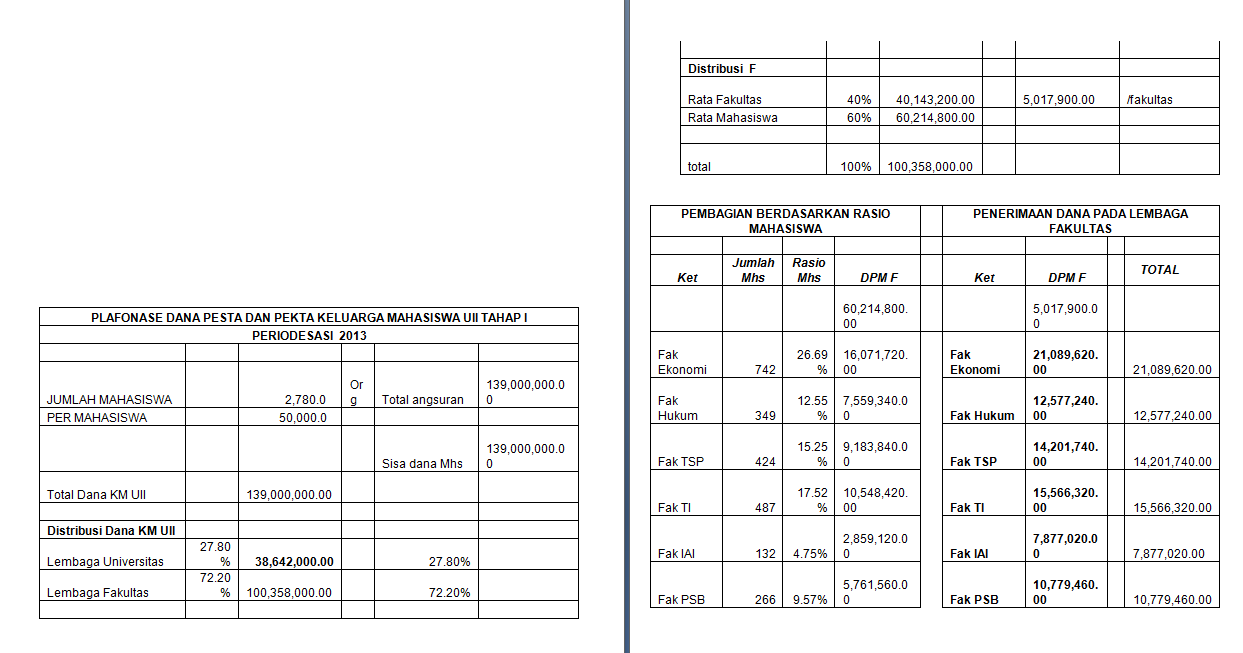 PLAFONASE DANA PESTA DAN PEKTA KELUARGA MAHASISWA UII TAHAP I
PERIODESASI 2013
JUMLAH MAHASISWA 2,780.0 Or
g Total angsuran 139,000,000.0
0
PER MAHASISWA 50,000.0
Sisa dana Mhs 139,000,000.0
0
Total Dana KM UII 139,000,000.00
Distribusi Dana KM UII
Lembaga Universitas 27.80
% 38,642,000.00 27.80%
Lembaga Fakultas 72.20
% 100,358,000.00 72.20%
Distribusi F
Rata Fakultas 40% 40,143,200.00 5,017,900.00 /fakultas
Rata Mahasiswa 60% 60,214,800.00
total 100% 100,358,000.00
PEMBAGIAN BERDASARKAN RASIO
MAHASISWA
PENERIMAAN DANA PADA LEMBAGA
FAKULTAS
Ket Jumlah
Mhs Rasio
Mhs DPM F Ket DPM F TOTAL
60,214,800.
00 5,017,900.0
0
Fak
Ekonomi 742 26.69
% 16,071,720.
00 Fak
Ekonomi 21,089,620.
00 21,089,620.00
Fak
Hukum 349 12.55
% 7,559,340.0
0 Fak Hukum 12,577,240.
00 12,577,240.00
Fak TSP 424 15.25
% 9,183,840.0
0 Fak TSP 14,201,740.
00 14,201,740.00
Fak TI 487 17.52
% 10,548,420.
00 Fak TI 15,566,320.
00 15,566,320.00
Fak IAI 132 4.75% 2,859,120.0
0 Fak IAI 7,877,020.0
0 7,877,020.00
Fak PSB 266 9.57% 5,761,560.0
0 Fak PSB 10,779,460.
00 10,779,460.00